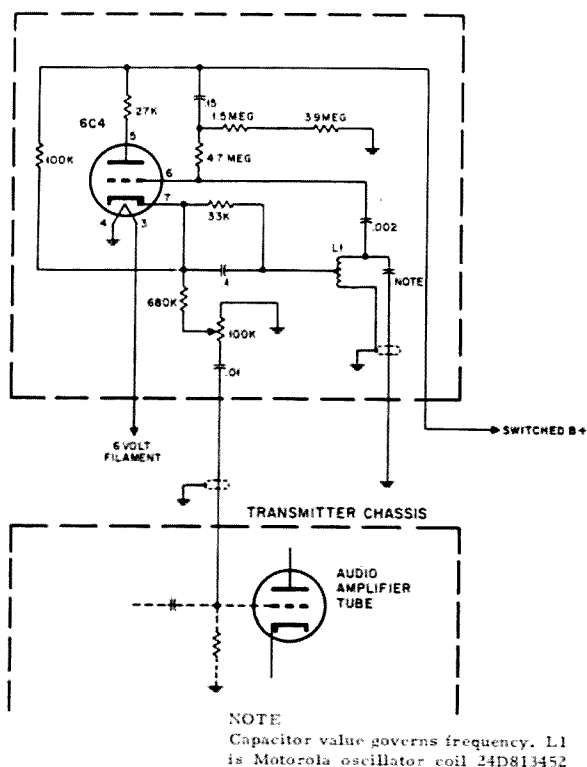 .15
1.5MEG
3.9MEG
27K
6C4
5
100K
4.7 MEG
6
7
33K
.002
4
3
L1
.1
NOTE
680K
100K
.01
SWITCHED B+
6 VOLT
FILAMENT
TRANSMITTER CHASSIS
AUDIO
AMPLIFIER
TUBE
NOTE
Capacitor value governs frequency. L1
is Motorola oscillator coil 24D813452